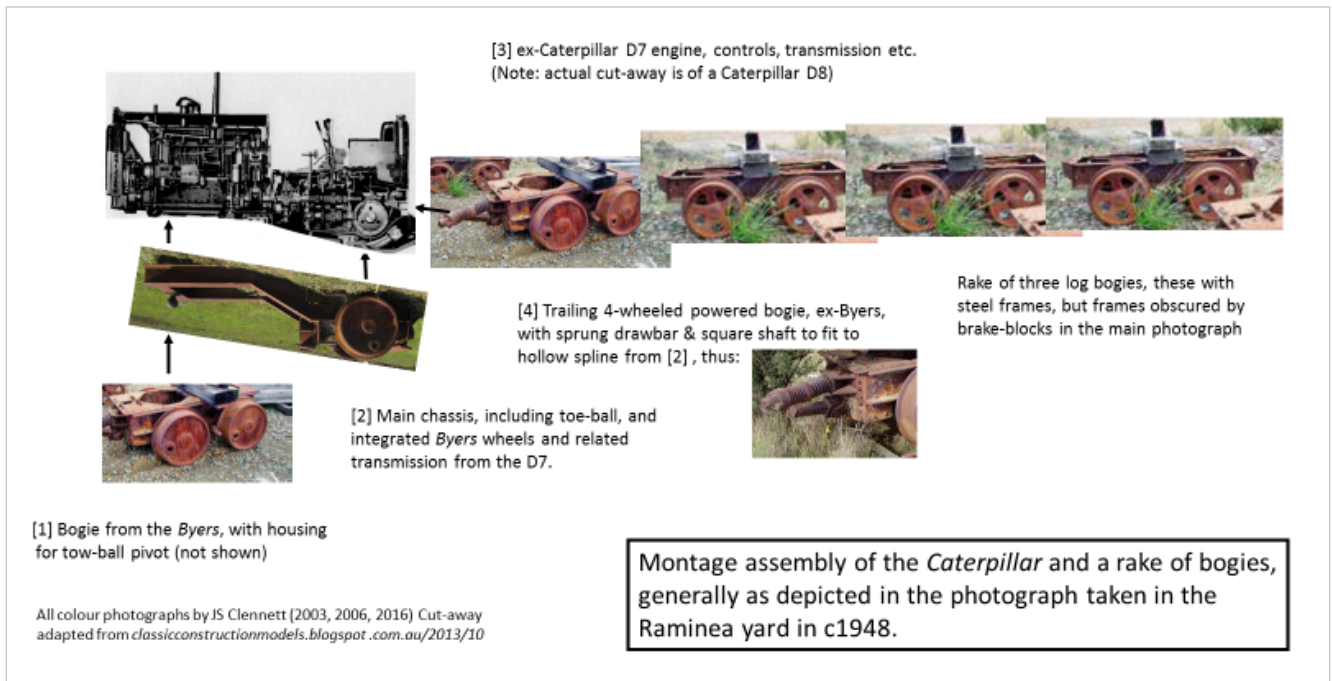 [3] ex-Caterpillar D7 engine, controls, transmission etc.
(Note: actual cut-away is of a Caterpillar D8)
Rake of three log bogies, these with
steel frames, but frames obscured by
brake-blocks in the main photograph
[4] Trailing 4-wheeled powered bogie, ex-Byers,
with sprung drawbar & square shaft to fit to
hollow spline from [2] , thus:
[2] Main chassis, including toe-ball, and
integrated Byers wheels and related
transmission from the D7.
[1] Bogie from the Byers, with housing
for tow-ball pivot (not shown)
Montage assembly of the Caterpillar and a rake of bogies,
generally as depicted in the photograph taken in the
Raminea yard in c1948.
All colour photographs by JS Clennett (2003, 2006, 2016) Cut-away
adapted from classicconstructionmodels.blogspot.com.au/2013/10